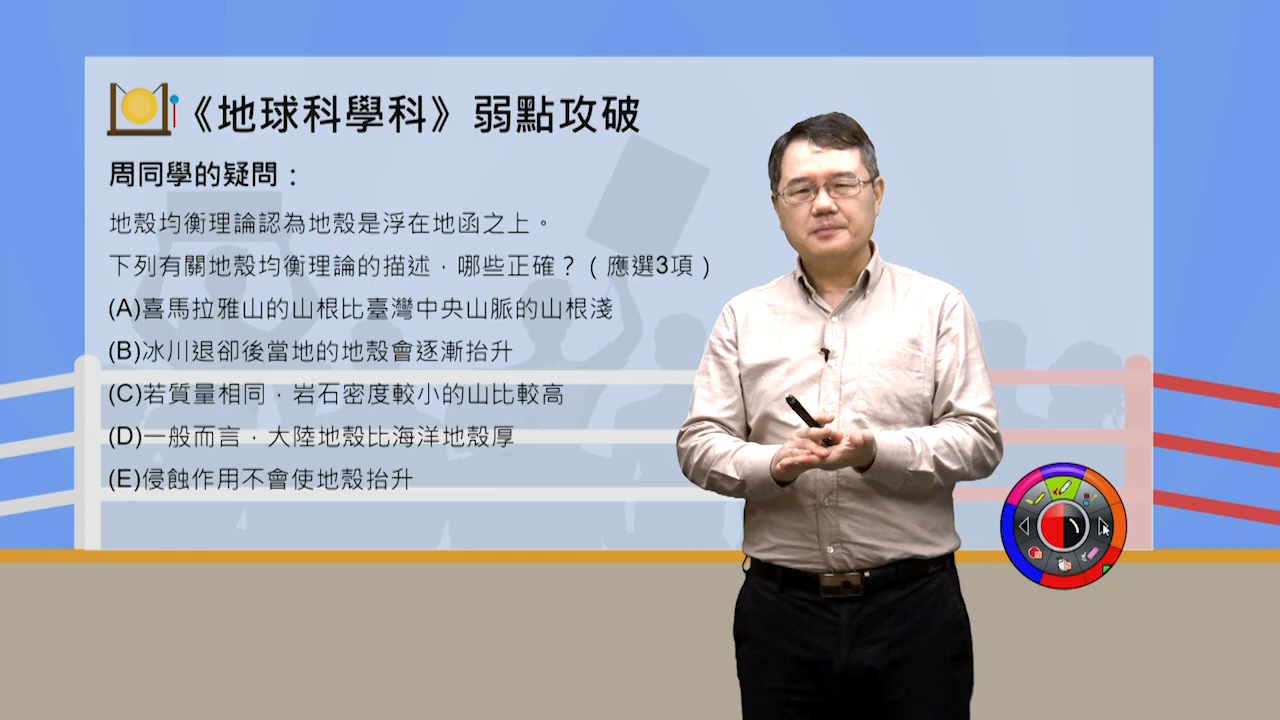 《地球科學科》弱點攻破
周同學的疑問：
地殼均衡理論認為地殼是浮在地函之上。
下列有關地殼均衡理論的描述，哪些正確？（應選3項）
(A)喜馬拉雅山的山根比臺灣中央山脈的山根淺
(B)冰川退卻後當地的地殼會逐漸抬升
(C)若質量相同，岩石密度較小的山比較高
(D)一般而言，大陸地殼比海洋地殼厚
(E)侵蝕作用不會使地殼抬升